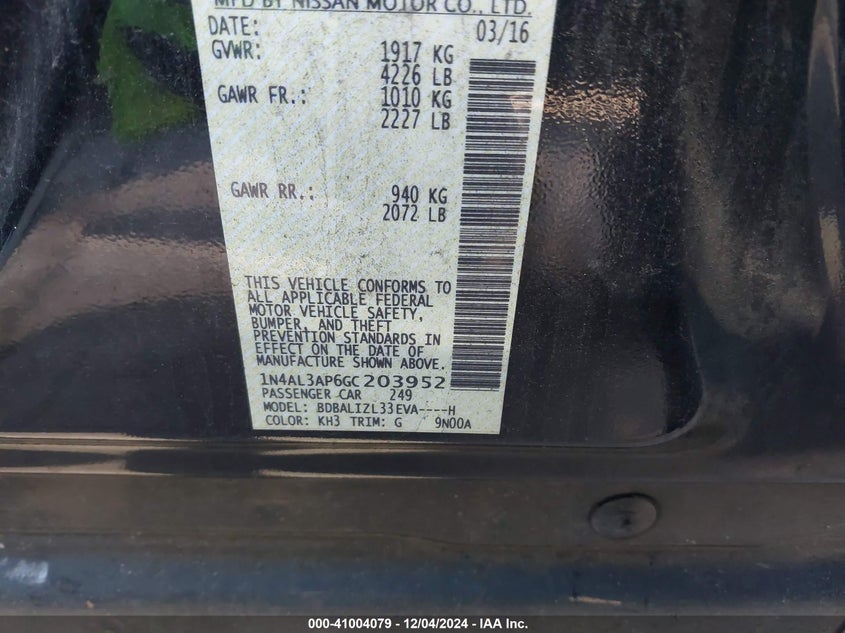 MFD BY NISSAN MOTOR CO., LTD.
DATE: 03/16
GVWR: 1917 KG
4226 LB
GAWR FR.: 1010 KG
2227 LB
GAWR RR.: 940 KG
2072 LB
THIS VEHICLE CONFORMS TO
ALL APPLICABLE FEDERAL
MOTOR VEHICLE SAFETY,
BUMPER, AND THEFT
PREVENTION STANDARDS IN
EFFECT ON THE DATE OF
MANUFACTURE SHOWN ABOVE.
1N4AL3AP6GC203952
PASSENGER CAR 249
MODEL: BDBALIZL33EVA----H
COLOR: KH3 TRIM: G 9N00A
000-41004079 - 12/04/2024 - IAA Inc.